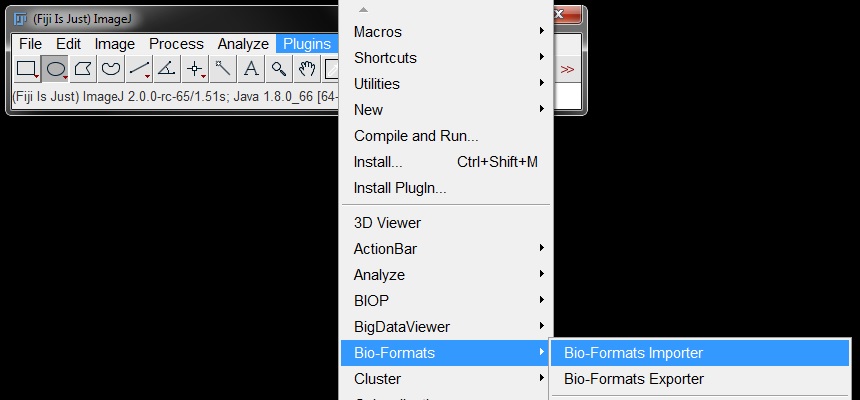 (Fiji Is Just) ImageJ
File Edit Image Process Analyze Plugins
A >>
(Fiji Is Just) ImageJ 2.0.0-rc-65/1.51s; Java 1.8.0_66 [64-
Macros
Shortcuts
Utilities
New
Compile and Run...
Install... Ctrl+Shift+M
Install PlugIn...
3D Viewer
ActionBar
Analyze
BIOP
BigDataViewer
Bio-Formats
Bio-Formats Importer
Cluster
Bio-Formats Exporter